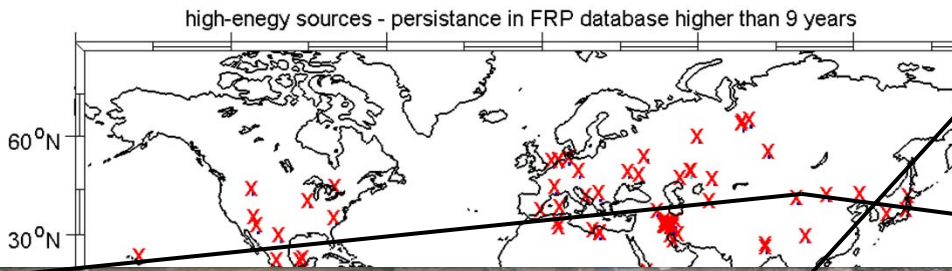 high-enegy sources - persistance in FRP database higher than 9 years
60°N
30°N